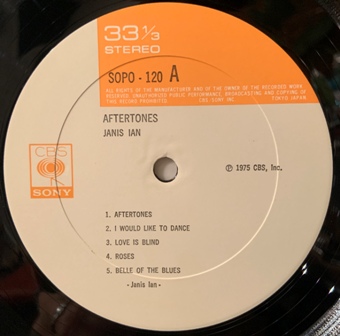 33 1/3
STEREO
SOPO - 120 A
ALL RIGHTS OF THE MANUFACTURER AND OF THE OWNER OF THE RECORDED WORK
RESERVED. UNAUTHORIZED PUBLIC PERFORMANCE, BROADCASTING AND COPYING OF
THIS RECORD PROHIBITED. CBS/SONY INC. TOKYO JAPAN
AFTERTONES
JANIS IAN
CBS
SONY
℗ 1975 CBS, Inc.
1. AFTERTONES
2. I WOULD LIKE TO DANCE
3. LOVE IS BLIND
4. ROSES
5. BELLE OF THE BLUES
- Janis Ian -